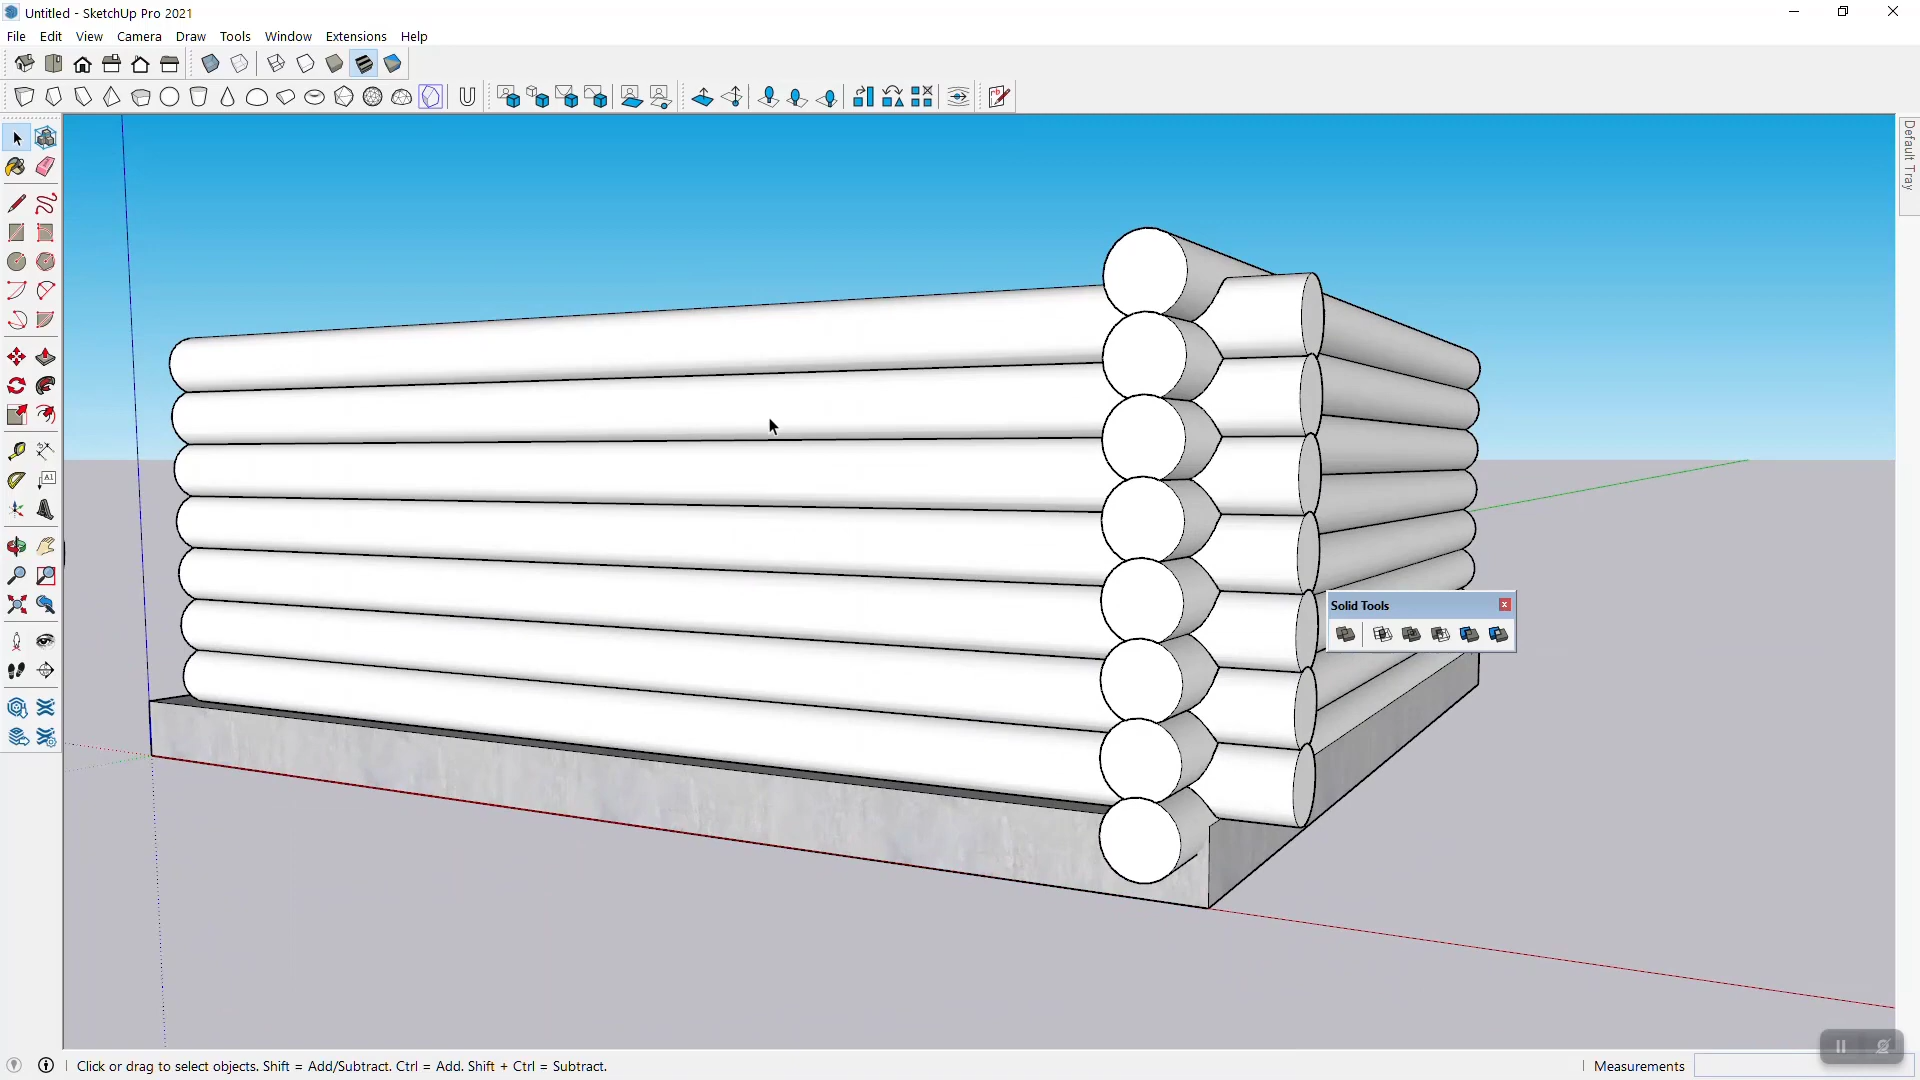 Untitled - SketchUp Pro 2021
File Edit View Camera Draw Tools Window Extensions Help
Default Tray
AI
Solid Tools
Click or drag to select objects. Shift = Add/Subtract. Ctrl = Add. Shift + Ctrl = Subtract.
Measurements